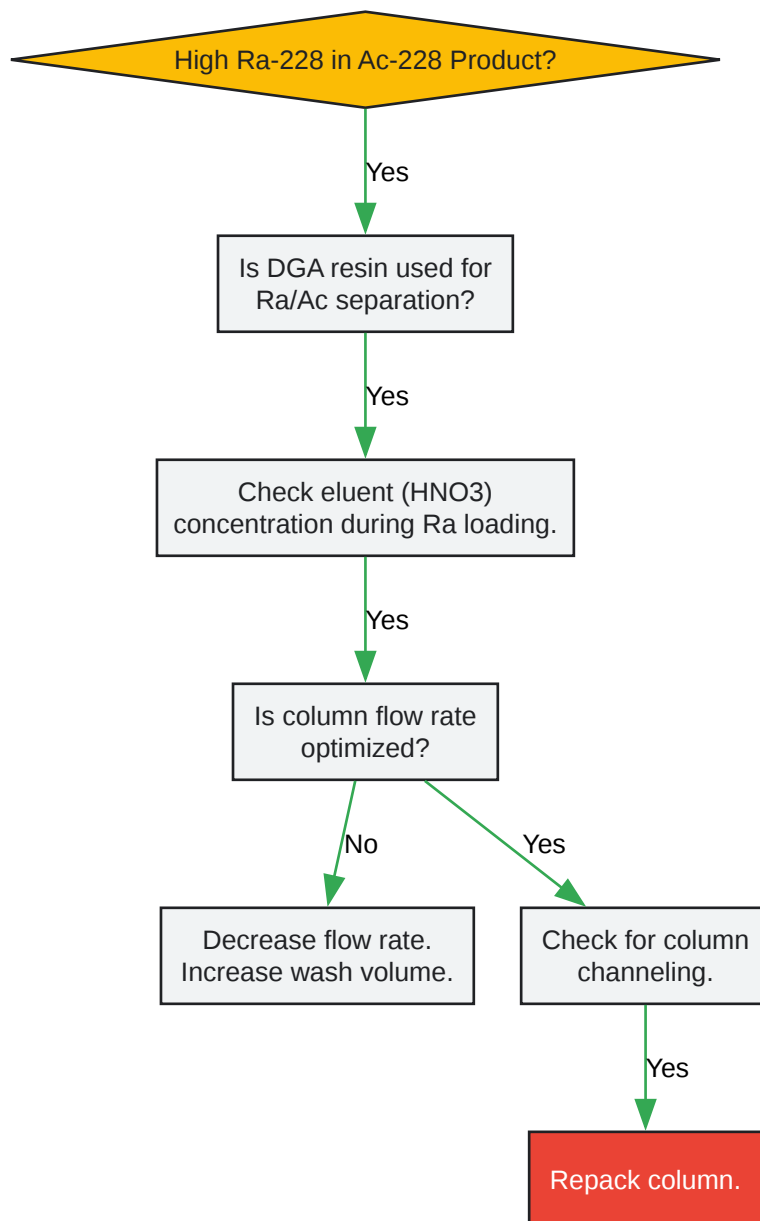 High Ra-228 in Ac-228 Product?
Yes
Is DGA resin used for
Ra/Ac separation?
Yes
Check eluent (HNO3)
concentration during Ra loading.
Yes
Is column flow rate
optimized?
No
Yes
Decrease flow rate.
Increase wash volume.
Check for column
channeling.
Yes
Repack column.